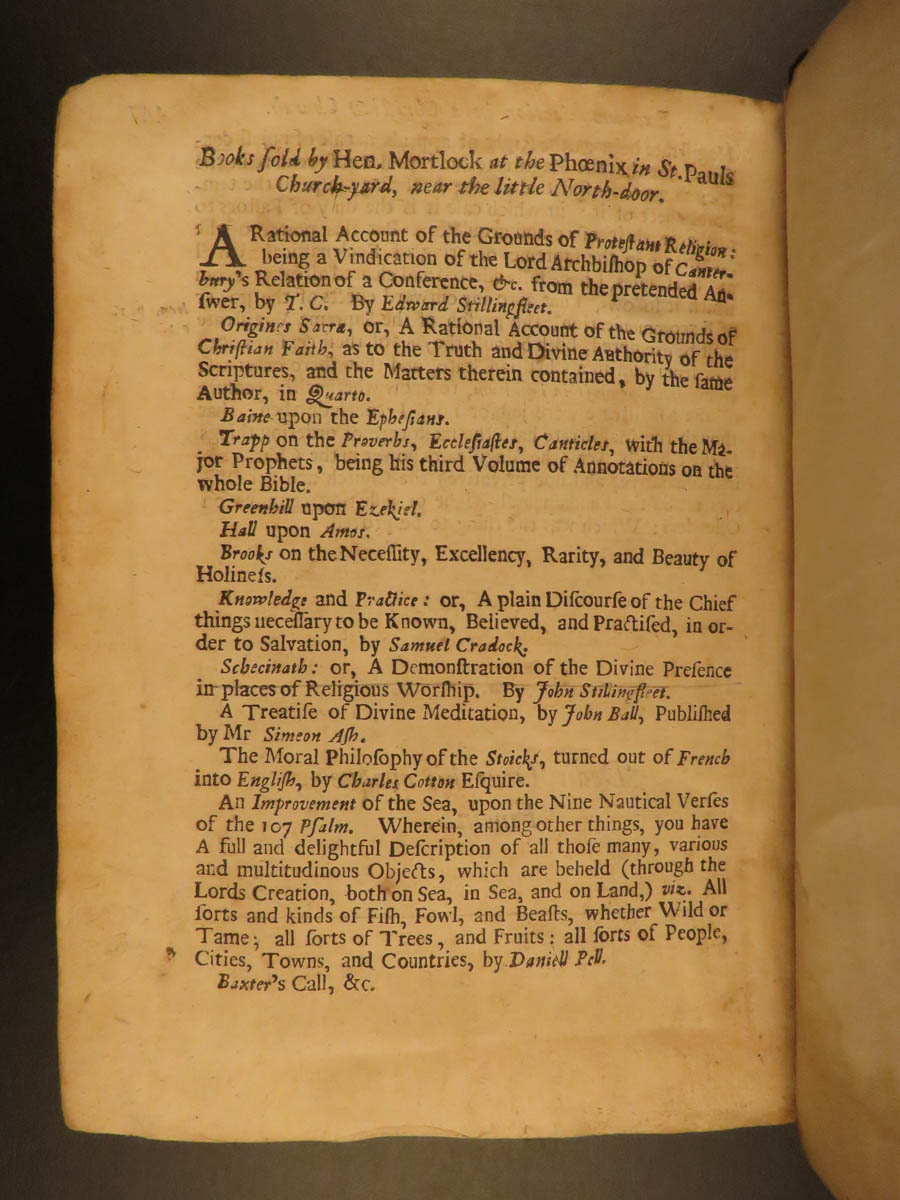 Books ſold by Hen. Mortlock at the Phœnix in St. Pauls
Church-yard, near the little North-door.
A Rational Account of the Grounds of Proteſtant Religion:
being a Vindication of the Lord Archbiſhop of Canter-
bury's Relation of a Conference, &c. from the pretended An-
ſwer, by T. C. By Edward Stillingfleet.
Origines Sacræ, or, A Rational Account of the Grounds of
Chriſtian Faith, as to the Truth and Divine Authority of the
Scriptures, and the Matters therein contained, by the ſame
Author, in Quarto.
Baine upon the Epheſians.
Trapp on the Proverbs, Eccleſiaſtes, Canticles, with the Ma-
jor Prophets, being his third Volume of Annotations on the
whole Bible.
Greenhill upon Ezekiel.
Hall upon Amos.
Brooks on the Neceſſity, Excellency, Rarity, and Beauty of
Holineſs.
Knowledge and Practice: or, A plain Diſcourſe of the Chief
things neceſſary to be Known, Believed, and Practiſed, in or-
der to Salvation, by Samuel Cradock.
Schecinath: or, A Demonſtration of the Divine Preſence
in places of Religious Worſhip. By John Stillingfleet.
A Treatiſe of Divine Meditation, by John Ball, Publiſhed
by Mr Simeon Aſh.
The Moral Philoſophy of the Stoicks, turned out of French
into Engliſh, by Charles Cotton Eſquire.
An Improvement of the Sea, upon the Nine Nautical Verſes
of the 107 Pſalm. Wherein, among other things, you have
A full and delightful Deſcription of all thoſe many, various
and multitudinous Objects, which are beheld (through the
Lords Creation, both on Sea, in Sea, and on Land,) viz. All
ſorts and kinds of Fiſh, Fowl, and Beaſts, whether Wild or
Tame; all ſorts of Trees, and Fruits: all ſorts of People,
Cities, Towns, and Countries, by Daniell Pell.
Baxter's Call, &c.